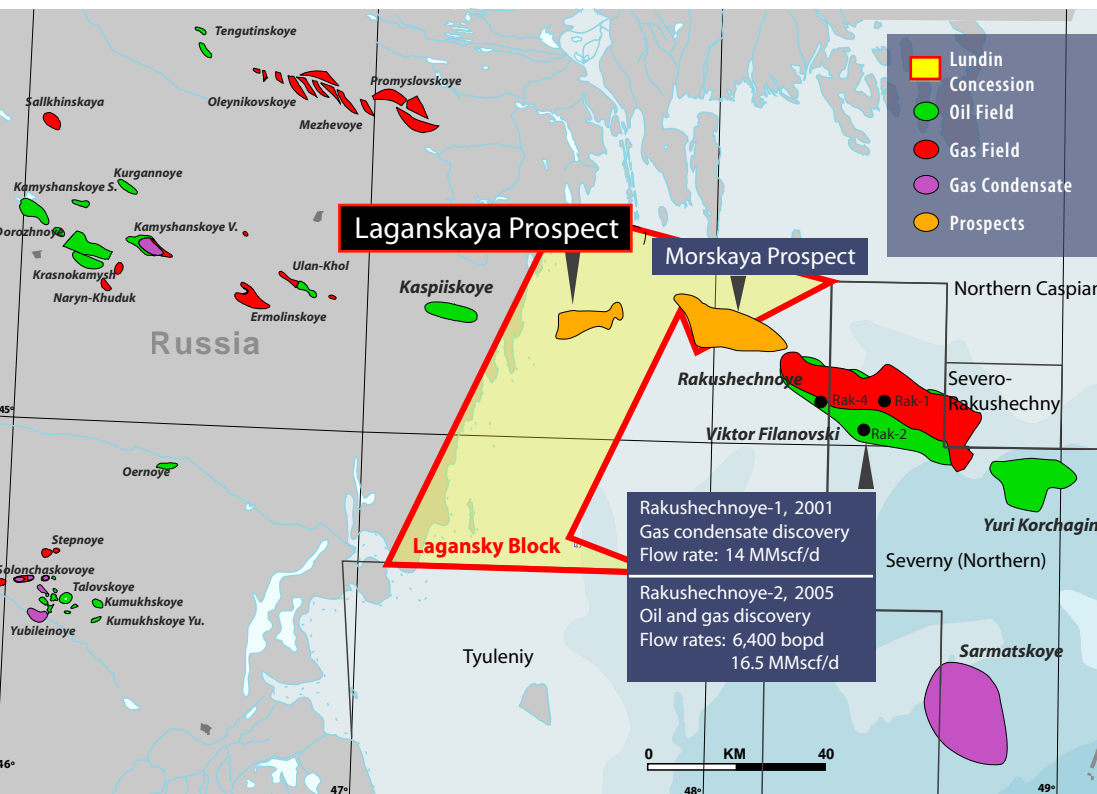 Tengutinskoye
Promyslovskoye
Oleynikovskoye
Mezhevoye
Sallkhinskaya
Kurgannoye
Kamyshanskoye S.
Dorozhnoye
Kamyshanskoye V.
Krasnokamysh
Naryn-Khuduk
Ulan-Khol
Ermolinskoye
Russia
Kaspiiskoye
Laganskaya Prospect
Morskaya Prospect
Lundin
Concession
Oil Field
Gas Field
Gas Condensate
Prospects
Northern Caspian
Severo-
Rakushechny
Rakushechnoye
Rak-4
Rak-1
Rak-2
Viktor Filanovski
Yuri Korchagin
45°
Oernoye
Lagansky Block
Rakushechnoye-1, 2001
Gas condensate discovery
Flow rate: 14 MMscf/d
Rakushechnoye-2, 2005
Oil and gas discovery
Flow rates: 6,400 bopd
16.5 MMscf/d
Severny (Northern)
Stepnoye
Solonchaskovoye
Talovskoye
Kumukhskoye
Kumukhskoye Yu.
Yubileinoye
Tyuleniy
Sarmatskoye
0 KM 40
46°
47°
48°
49°